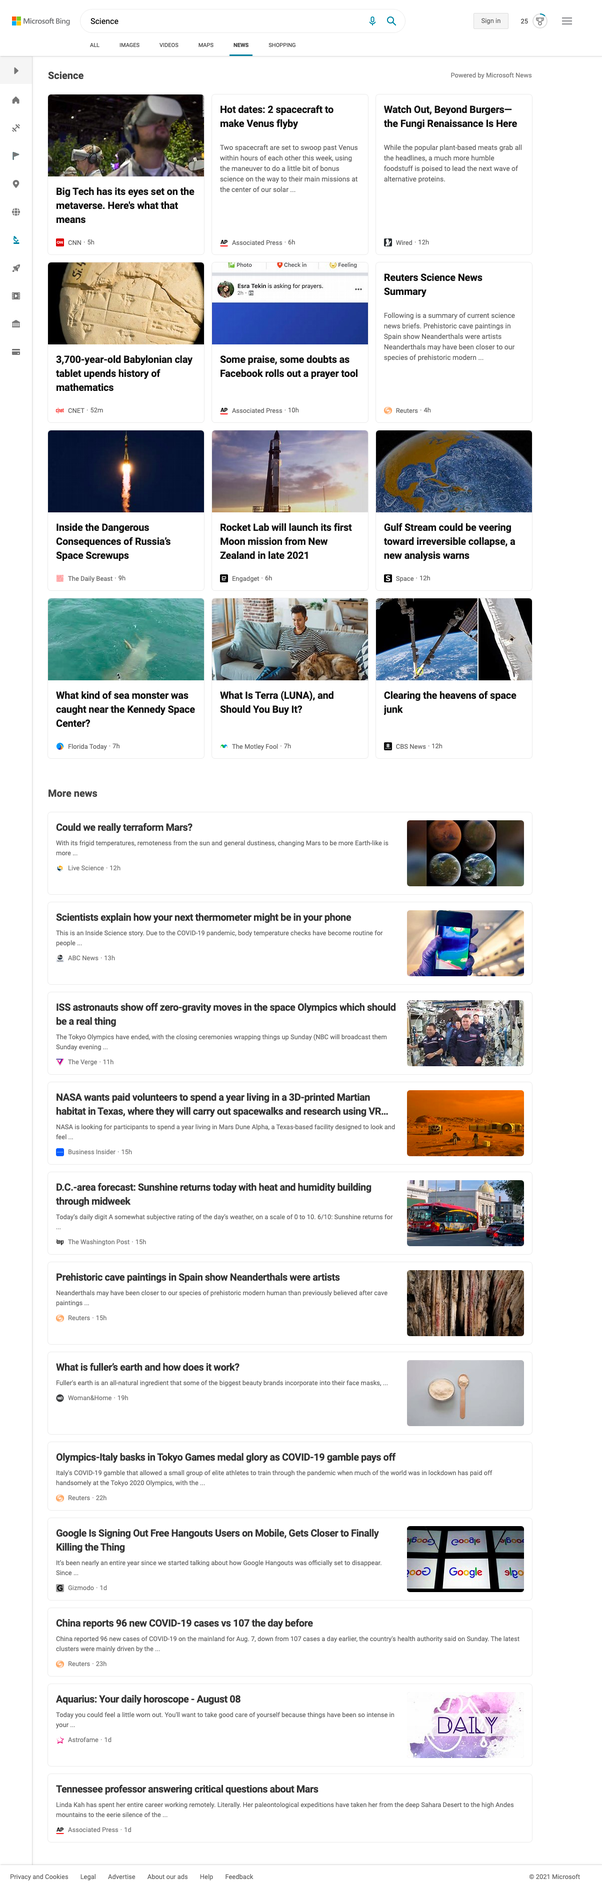 Microsoft Bing
Science
Sign in
25
ALL IMAGES VIDEOS MAPS NEWS SHOPPING
Science
Powered by Microsoft News
Big Tech has its eyes set on the
metaverse. Here's what that
means
CNN · 5h
Hot dates: 2 spacecraft to
make Venus flyby
Two spacecraft are set to swoop past Venus
within hours of each other this week, using
the maneuver to do a little bit of bonus
science on the way to their main missions at
the center of our solar ...
AP Associated Press · 6h
Watch Out, Beyond Burgers—
the Fungi Renaissance Is Here
While the popular plant-based meats grab all
the headlines, a much more humble
foodstuff is poised to lead the next wave of
alternative proteins.
Wired · 12h
3,700-year-old Babylonian clay
tablet upends history of
mathematics
CNET · 52m
Photo Check in Feeling
Esra Tekin is asking for prayers.
2h
Some praise, some doubts as
Facebook rolls out a prayer tool
AP Associated Press · 10h
Reuters Science News
Summary
Following is a summary of current science
news briefs. Prehistoric cave paintings in
Spain show Neanderthals were artists
Neanderthals may have been closer to our
species of prehistoric modern ...
Reuters · 4h
Inside the Dangerous
Consequences of Russia's
Space Screwups
The Daily Beast · 9h
Rocket Lab will launch its first
Moon mission from New
Zealand in late 2021
Engadget · 6h
Gulf Stream could be veering
toward irreversible collapse, a
new analysis warns
S Space · 12h
What kind of sea monster was
caught near the Kennedy Space
Center?
Florida Today · 7h
What Is Terra (LUNA), and
Should You Buy It?
The Motley Fool · 7h
Clearing the heavens of space
junk
CBS News · 12h
More news
Could we really terraform Mars?
With its frigid temperatures, remoteness from the sun and general dustiness, changing Mars to be more Earth-like is
more ...
Live Science · 12h
Scientists explain how your next thermometer might be in your phone
This is an Inside Science story. Due to the COVID-19 pandemic, body temperature checks have become routine for
people ...
ABC News · 13h
ISS astronauts show off zero-gravity moves in the space Olympics which should
be a real thing
The Tokyo Olympics have ended, with the closing ceremonies wrapping things up Sunday (NBC will broadcast them
Sunday evening ...
The Verge · 11h
NASA wants paid volunteers to spend a year living in a 3D-printed Martian
habitat in Texas, where they will carry out spacewalks and research using VR...
NASA is looking for participants to spend a year living in Mars Dune Alpha, a Texas-based facility designed to look and
feel ...
Business Insider · 15h
D.C.-area forecast: Sunshine returns today with heat and humidity building
through midweek
Today's daily digit A somewhat subjective rating of the day's weather, on a scale of 0 to 10. 6/10: Sunshine returns for
...
wp The Washington Post · 15h
Prehistoric cave paintings in Spain show Neanderthals were artists
Neanderthals may have been closer to our species of prehistoric modern human than previously believed after cave
paintings ...
Reuters · 15h
What is fuller's earth and how does it work?
Fuller's earth is an all-natural ingredient that some of the biggest beauty brands incorporate into their face masks, ...
Woman&Home · 19h
Olympics-Italy basks in Tokyo Games medal glory as COVID-19 gamble pays off
Italy's COVID-19 gamble that allowed a small group of elite athletes to train through the pandemic when much of the world was in lockdown has paid off
handsomely at the Tokyo 2020 Olympics, with the ...
Reuters · 22h
Google Is Signing Out Free Hangouts Users on Mobile, Gets Closer to Finally
Killing the Thing
It's been nearly an entire year since we started talking about how Google Hangouts was officially set to disappear.
Since ...
G Gizmodo · 1d
Google
China reports 96 new COVID-19 cases vs 107 the day before
China reported 96 new cases of COVID-19 on the mainland for Aug. 7, down from 107 cases a day earlier, the country's health authority said on Sunday. The latest
clusters were mainly driven by the ...
Reuters · 23h
Aquarius: Your daily horoscope - August 08
Today you could feel a little worn out. You'll want to take good care of yourself because things have been so intense in
your ...
Astrofame · 1d
DAILY
Tennessee professor answering critical questions about Mars
Linda Kah has spent her entire career working remotely. Literally. Her paleontological expeditions have taken her from the deep Sahara Desert to the high Andes
mountains to the eerie silence of the ...
AP Associated Press · 1d
Privacy and Cookies Legal Advertise About our ads Help Feedback
© 2021 Microsoft